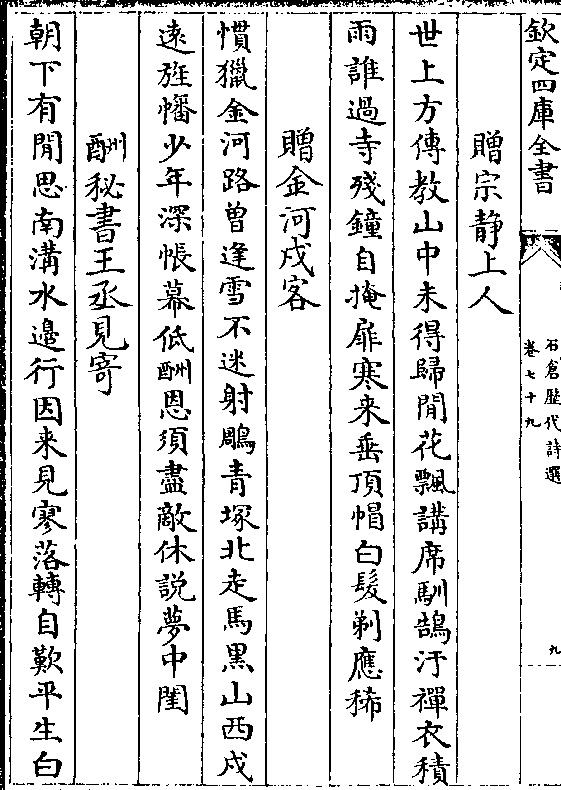 欽定四庫全書
石倉歷代詩選
卷七十九
九
贈宗静上人
世上方傳教山中未得歸閒花飄講席馴鵠汙禪衣積
雨誰過寺殘鐘自掩扉寒来垂頂帽白髮剃應稀
贈金河戍客
慣獵金河路曽逢雪不迷射鵰青塚北走馬黒山西戍
逺旌幡少年深帳幕低酬恩須盡敵休説夢中閨
酬秘書王丞見寄
朝下有閒思南溝水邉行因来見寥落轉自歎平生白